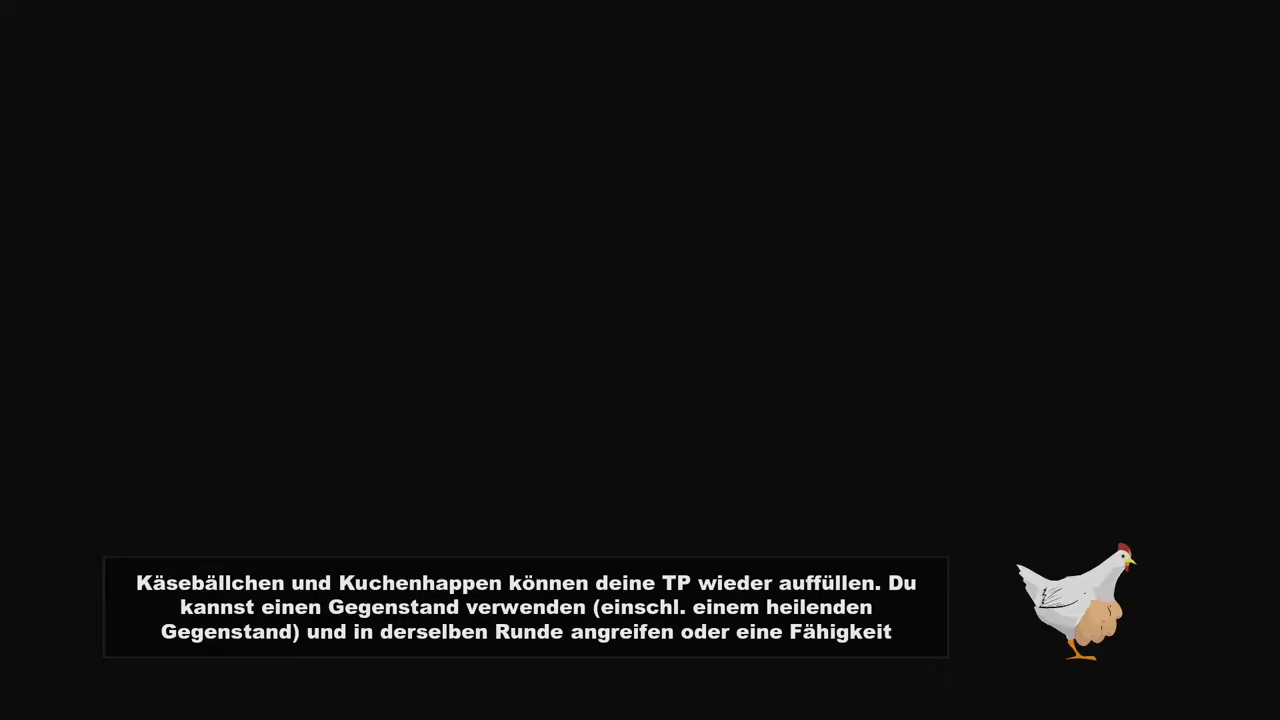 Käsebällchen und Kuchenhappen können deine TP wieder auffüllen. Du
kannst einen Gegenstand verwenden (einschl. einem heilenden
Gegenstand) und in derselben Runde angreifen oder eine Fähigkeit